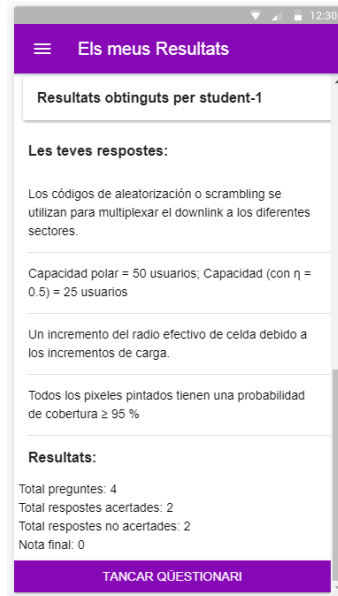 12:30
Els meus Resultats
Resultats obtinguts per student-1
Les teves respostes:
Los códigos de aleatorización o scrambling se
utilizan para multiplexar el downlink a los diferentes
sectores.
Capacidad polar = 50 usuarios; Capacidad (con η =
0.5) = 25 usuarios
Un incremento del radio efectivo de celda debido a
los incrementos de carga.
Todos los pixeles pintados tienen una probabilidad
de cobertura ≥ 95 %
Resultats:
Total preguntes: 4
Total respostes acertades: 2
Total respostes no acertades: 2
Nota final: 0
TANCAR QÜESTIONARI